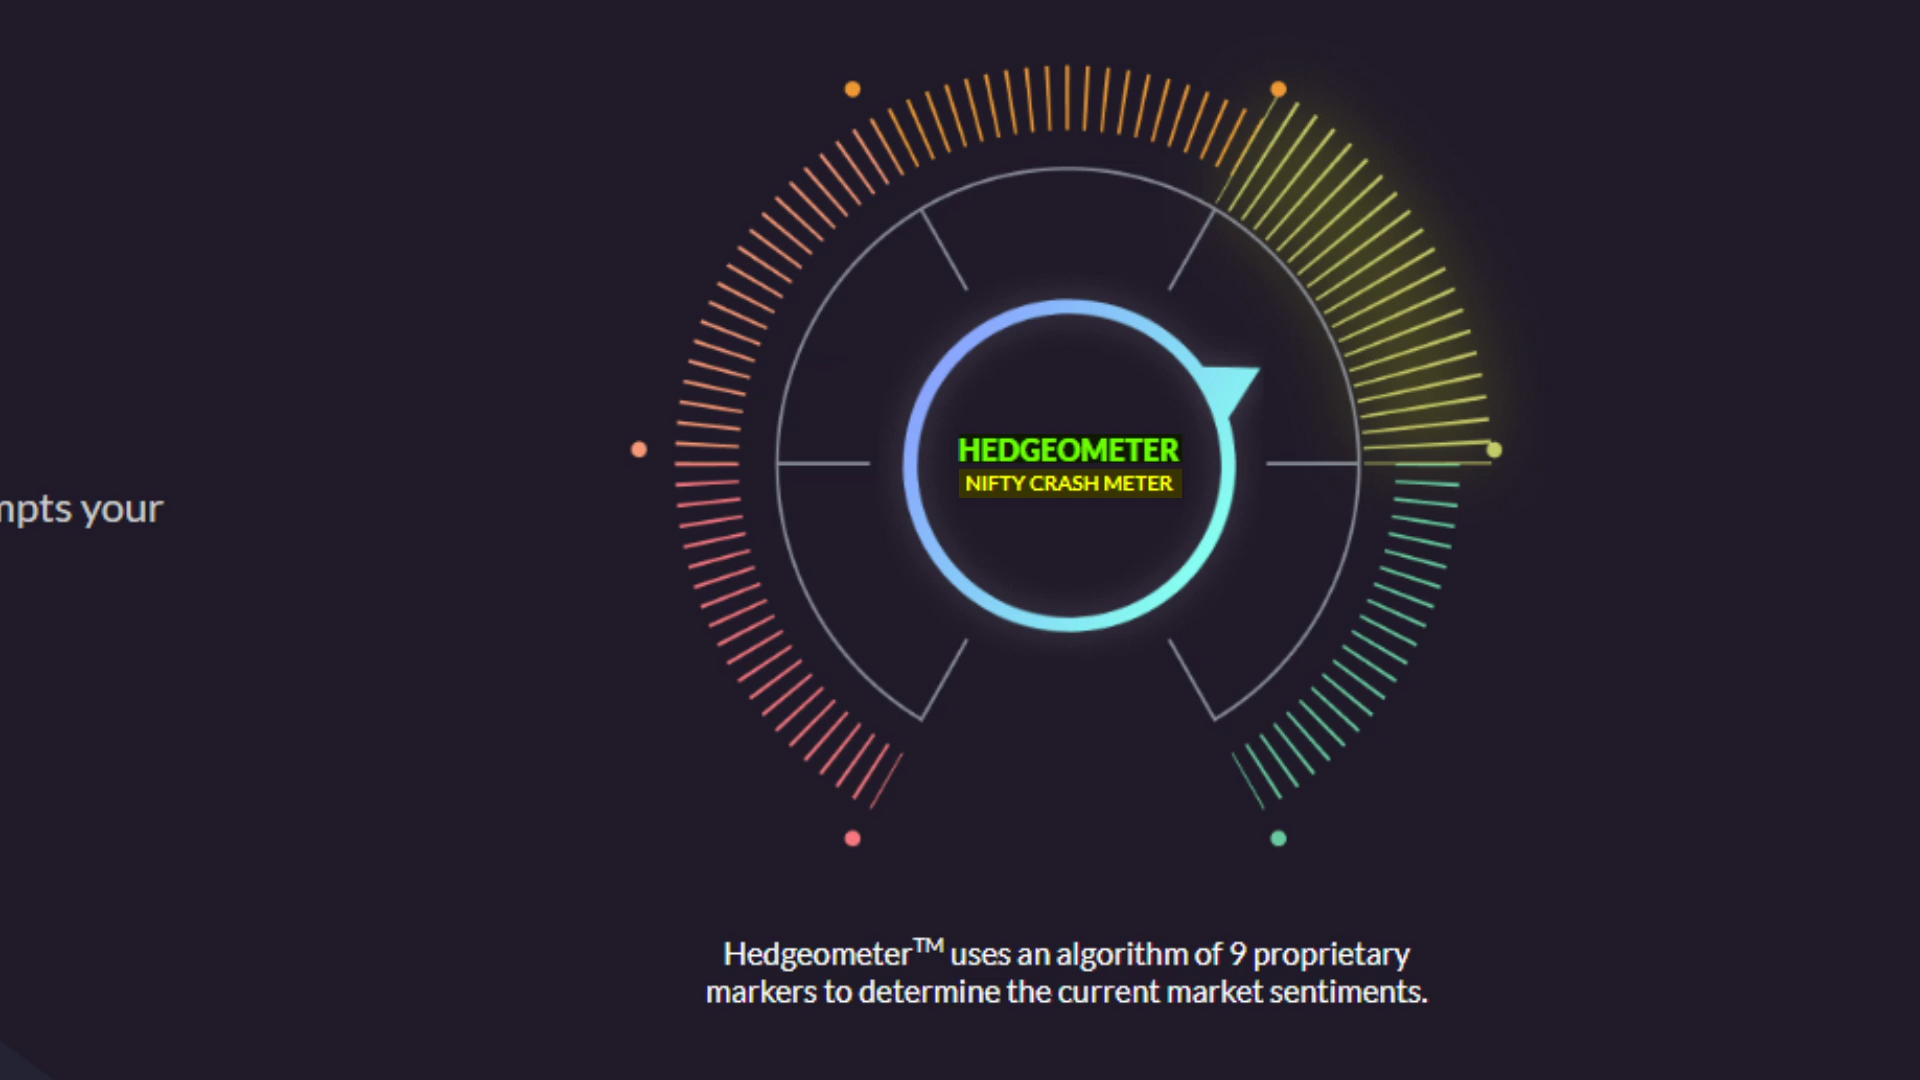 mpts your
HEDGEOMETER
NIFTY CRASH METER
Hedgeometer™ uses an algorithm of 9 proprietary
markers to determine the current market sentiments.